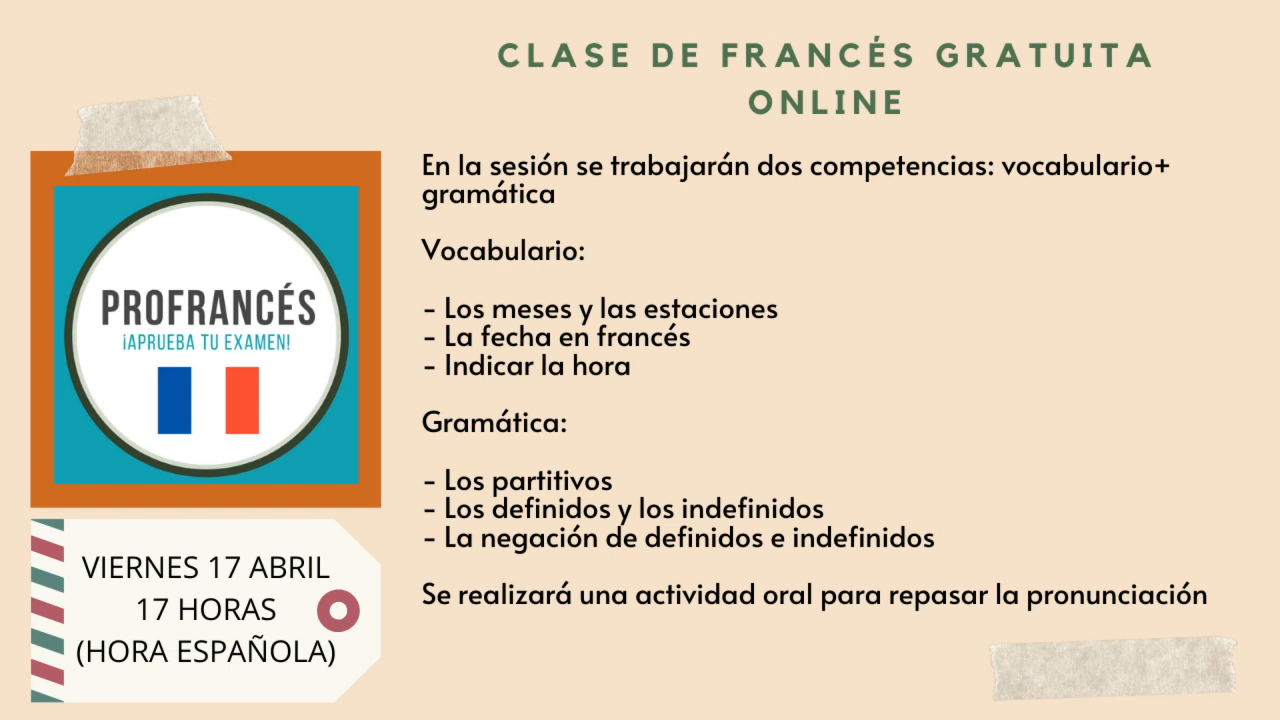 CLASE DE FRANCÉS GRATUITA
ONLINE
En la sesión se trabajarán dos competencias: vocabulario+
gramática
Vocabulario:
- Los meses y las estaciones
- La fecha en francés
- Indicar la hora
Gramática:
- Los partitivos
- Los definidos y los indefinidos
- La negación de definidos e indefinidos
Se realizará una actividad oral para repasar la pronunciación
PROFRANCÉS
¡APRUEBA TU EXAMEN!
VIERNES 17 ABRIL
17 HORAS
(HORA ESPAÑOLA)